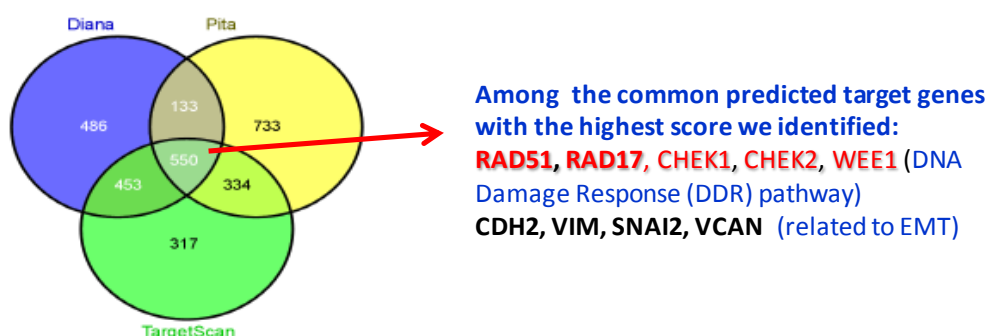 Diana
Pita
133
486
733
550
453
334
317
TargetScan
Among the common predicted target genes
with the highest score we identified:
RAD51, RAD17, CHEK1, CHEK2, WEE1 (DNA
Damage Response (DDR) pathway)
CDH2, VIM, SNAI2, VCAN (related to EMT)